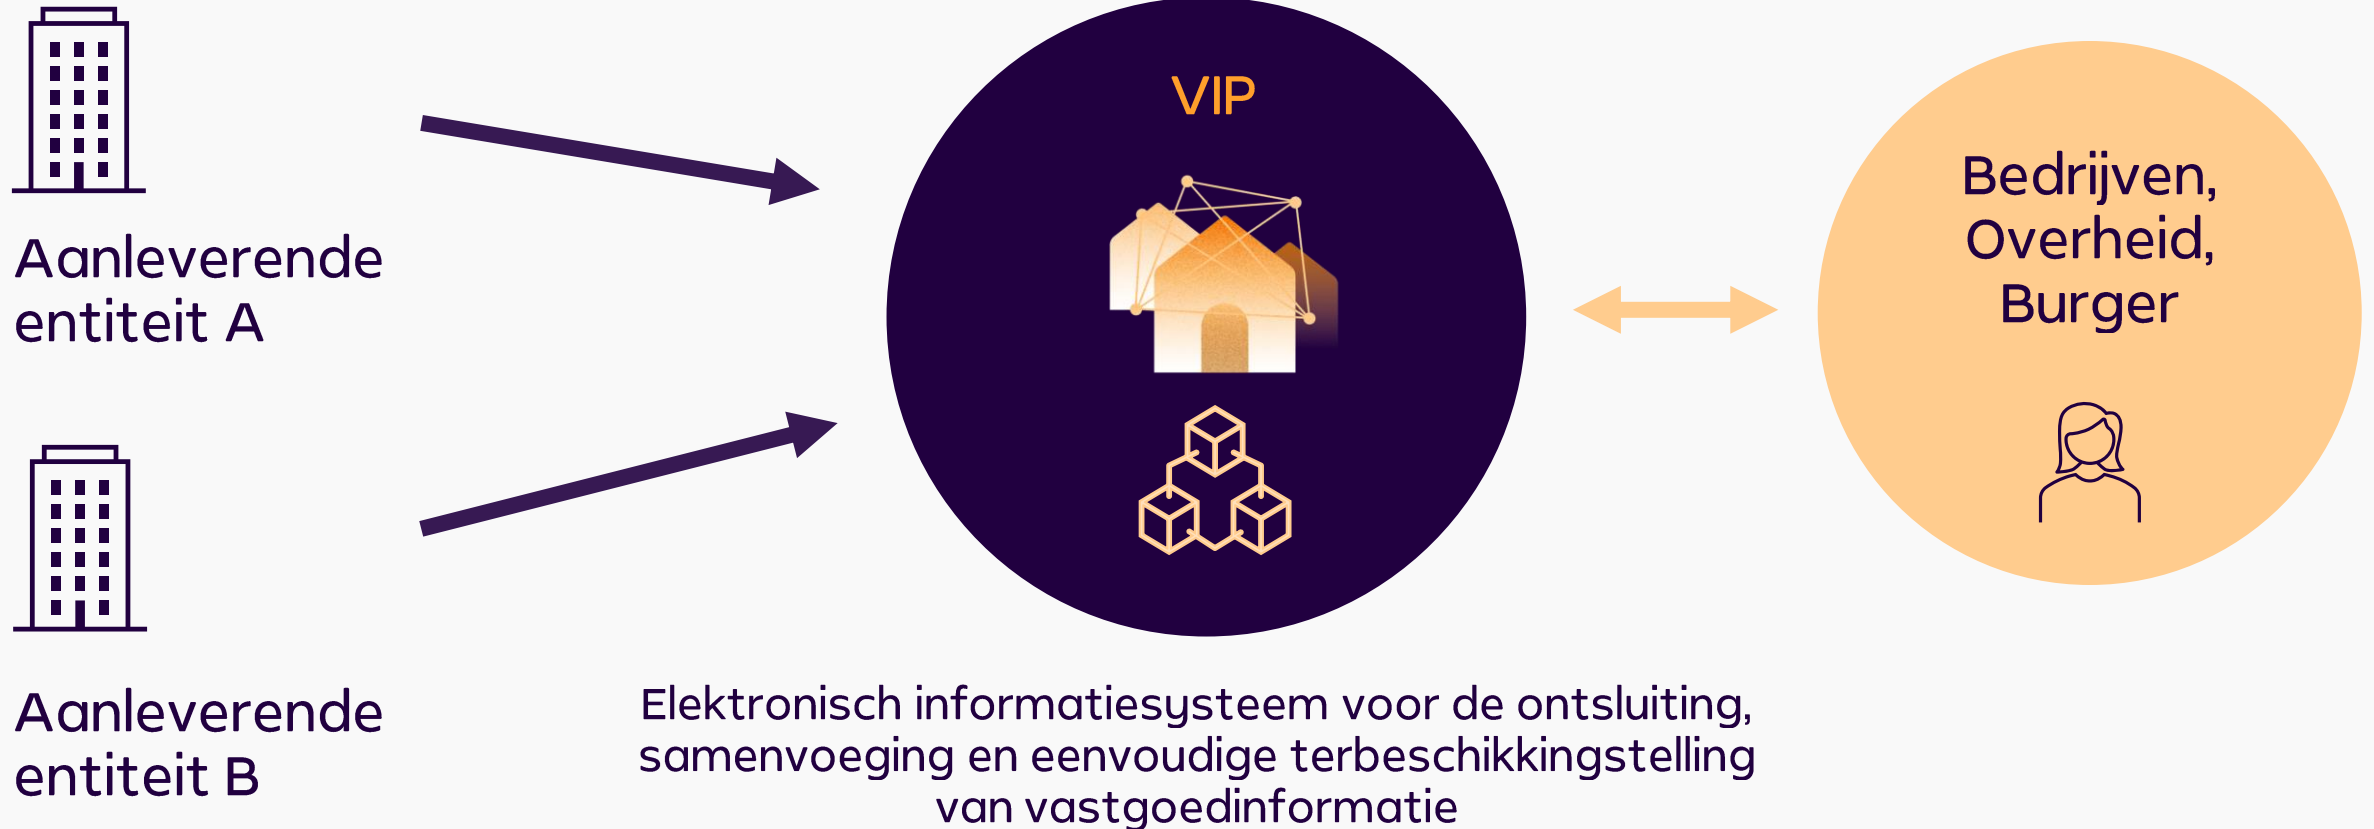 Aanleverende
entiteit A
Aanleverende
entiteit B
VIP
Elektronisch informatiesysteem voor de ontsluiting,
samenvoeging en eenvoudige terbeschikkingstelling
van vastgoedinformatie
Bedrijven,
Overheid,
Burger